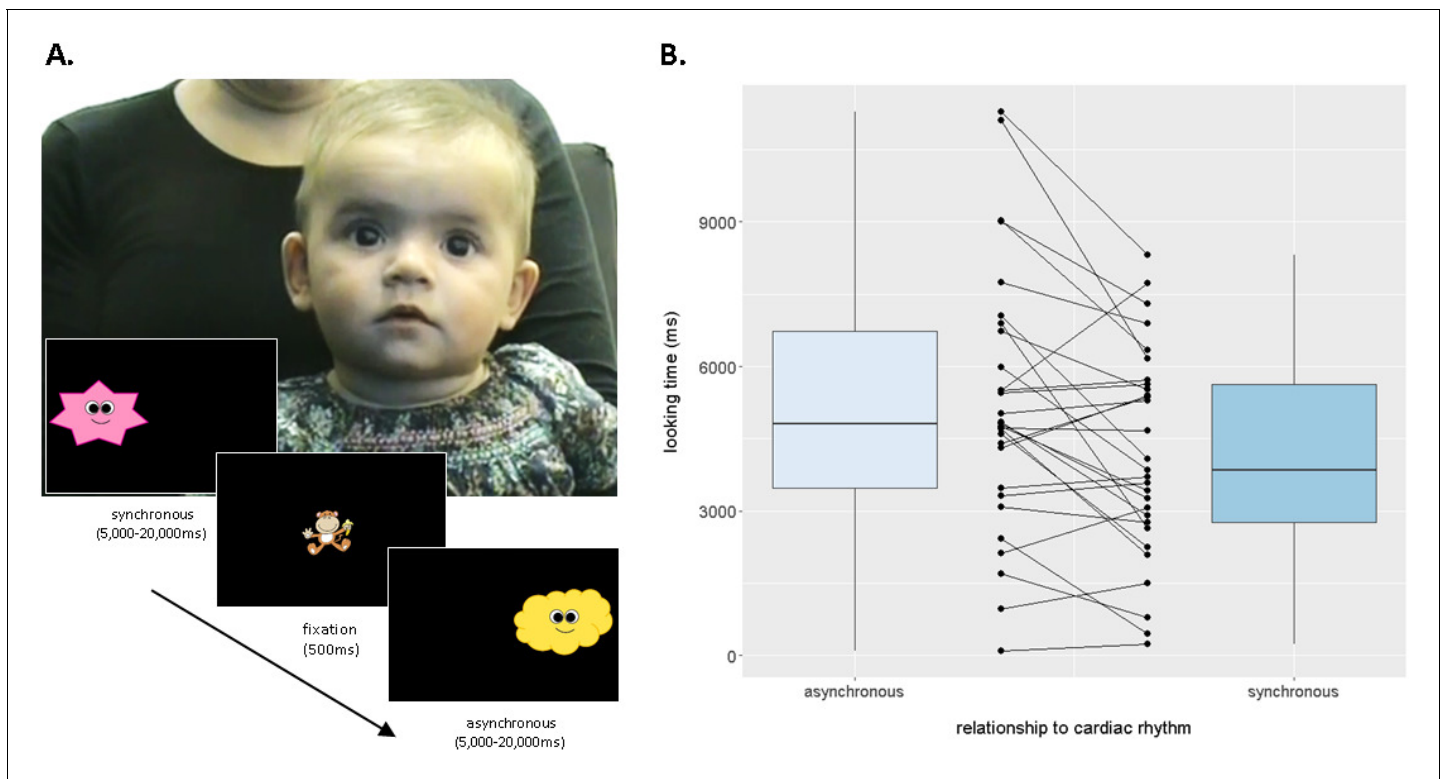 A.
synchronous
(5,000-20,000ms)
fixation
(500ms)
asynchronous
(5,000-20,000ms)
B.
looking time (ms)
9000
6000
3000
0
asynchronous
synchronous
relationship to cardiac rhythm